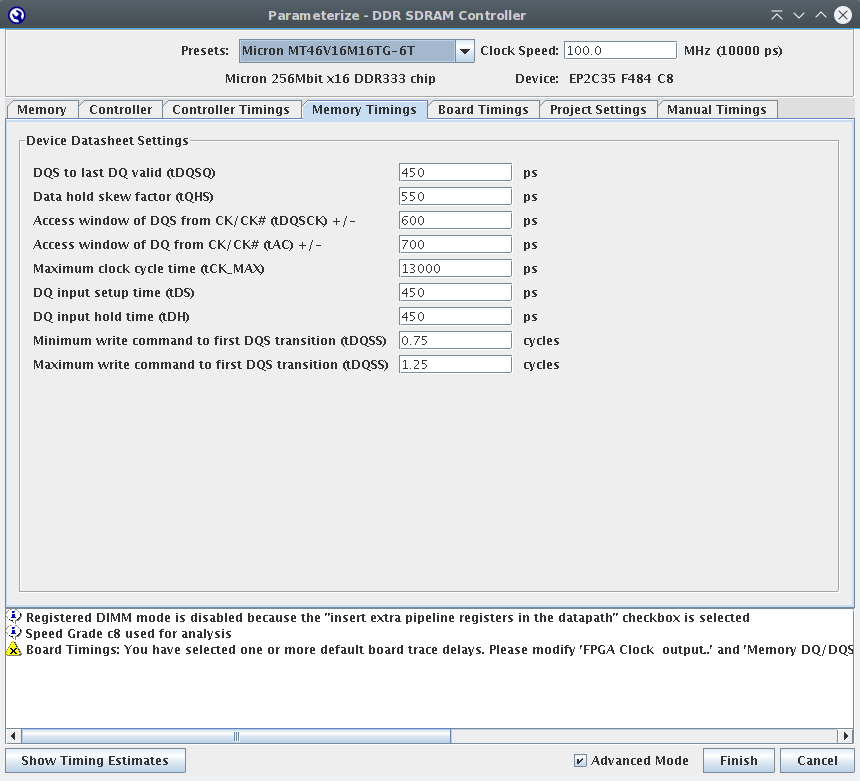 Parameterize - DDR SDRAM Controller
Presets: Micron MT46V16M16TG-6T Clock Speed: 100.0 MHz (10000 ps)
Micron 256Mbit x16 DDR333 chip Device: EP2C35 F484 C8
Memory Controller Controller Timings Memory Timings Board Timings Project Settings Manual Timings
Device Datasheet Settings
DQS to last DQ valid (tDQSQ) 450 ps
Data hold skew factor (tQHS) 550 ps
Access window of DQS from CK/CK# (tDQSCK) +/- 600 ps
Access window of DQ from CK/CK# (tAC) +/- 700 ps
Maximum clock cycle time (tCK_MAX) 13000 ps
DQ input setup time (tDS) 450 ps
DQ input hold time (tDH) 450 ps
Minimum write command to first DQS transition (tDQSS) 0.75 cycles
Maximum write command to first DQS transition (tDQSS) 1.25 cycles
Registered DIMM mode is disabled because the "insert extra pipeline registers in the datapath" checkbox is selected
Speed Grade c8 used for analysis
Board Timings: You have selected one or more default board trace delays. Please modify 'FPGA Clock output..' and 'Memory DQ/DQS
Show Timing Estimates Advanced Mode Finish Cancel